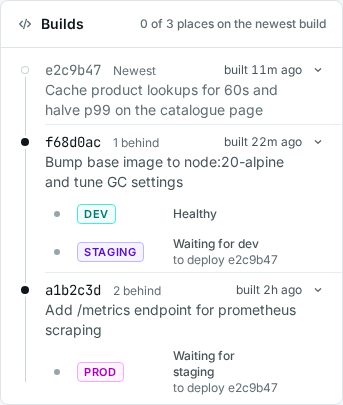 Builds 0 of 3 places on the newest build
e2c9b47 Newest built 11m ago
Cache product lookups for 60s and
halve p99 on the catalogue page
f68d0ac 1 behind built 22m ago
Bump base image to node:20-alpine
and tune GC settings
DEV Healthy
STAGING Waiting for dev
to deploy e2c9b47
a1b2c3d 2 behind built 2h ago
Add /metrics endpoint for prometheus
scraping
PROD Waiting for
staging
to deploy e2c9b47